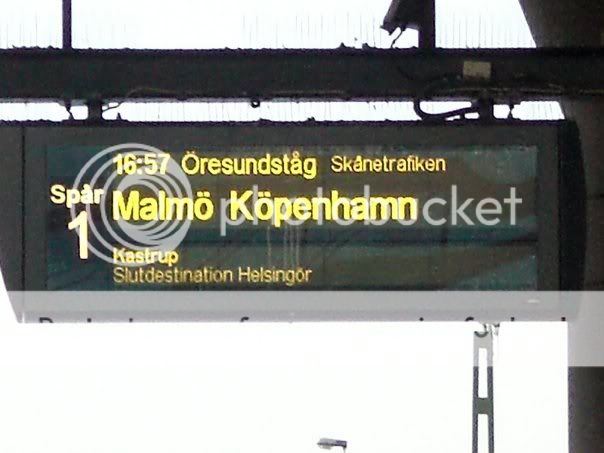 16:57 Öresundståg Skånetrafiken
Spår
1
Malmö Köpenhamn
Kastrup
Slutdestination Helsingör
photobucket